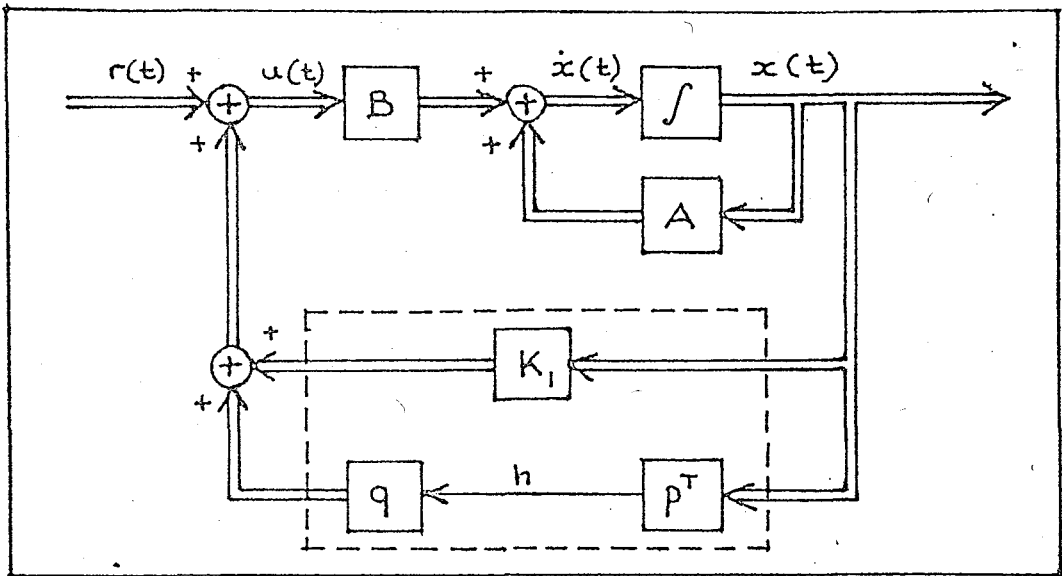 r(t) + u(t) + ẋ(t) x(t)
+ B + ∫
+ +
A
+
+ K₁
+
q h pᵀ